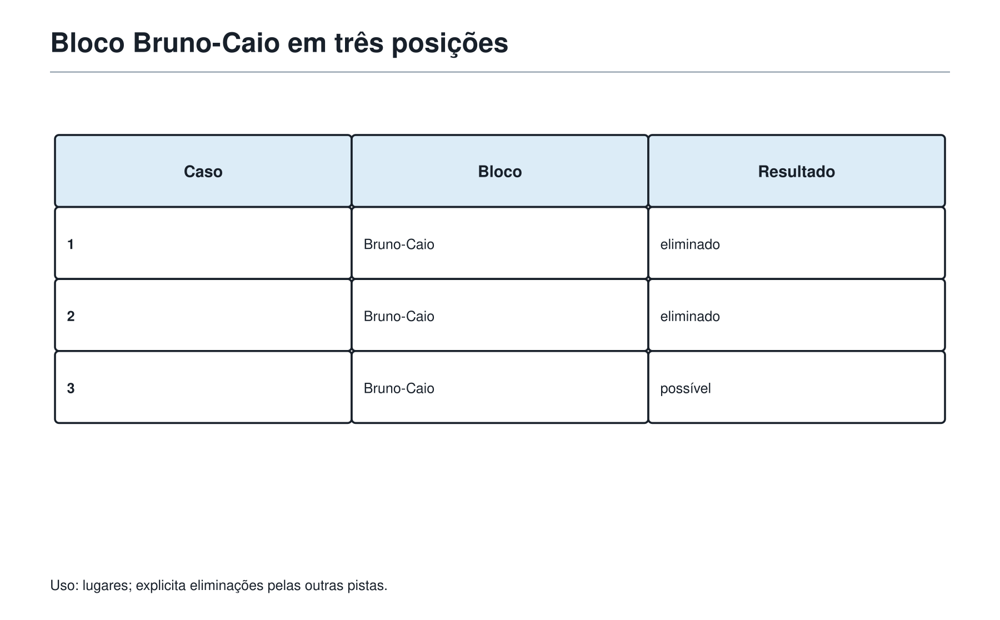 Bloco Bruno-Caio em três posições
Caso Bloco Resultado
1 Bruno-Caio eliminado
2 Bruno-Caio eliminado
3 Bruno-Caio possível
Uso: lugares; explicita eliminações pelas outras pistas.